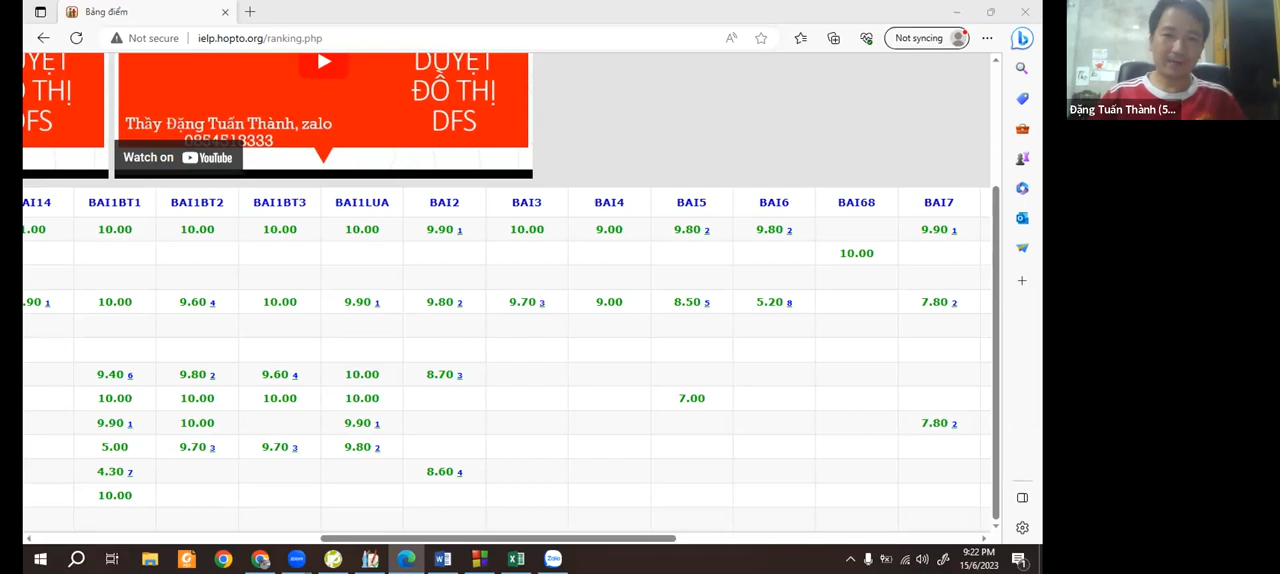 Bảng điểm
Not secure ielp.hopto.org/ranking.php Not syncing
DUYỆT
ĐỒ THỊ
DFS
Thầy Đặng Tuấn Thành, zalo
0854518333
Watch on YouTube
UYỆT
Ồ THỊ
FS
Đặng Tuấn Thành (5...
AI14 BAI1BT1 BAI1BT2 BAI1BT3 BAI1LUA BAI2 BAI3 BAI4 BAI5 BAI6 BAI68 BAI7
.00 10.00 10.00 10.00 10.00 9.90 1 10.00 9.00 9.80 2 9.80 2 9.90 1
10.00
.90 1 10.00 9.60 4 10.00 9.90 1 9.80 2 9.70 3 9.00 8.50 5 5.20 8 7.80 2
9.40 6 9.80 2 9.60 4 10.00 8.70 3
10.00 10.00 10.00 10.00 7.00
9.90 1 10.00 9.90 1 7.80 2
5.00 9.70 3 9.70 3 9.80 2
4.30 7 8.60 4
10.00
9:22 PM
15/6/2023